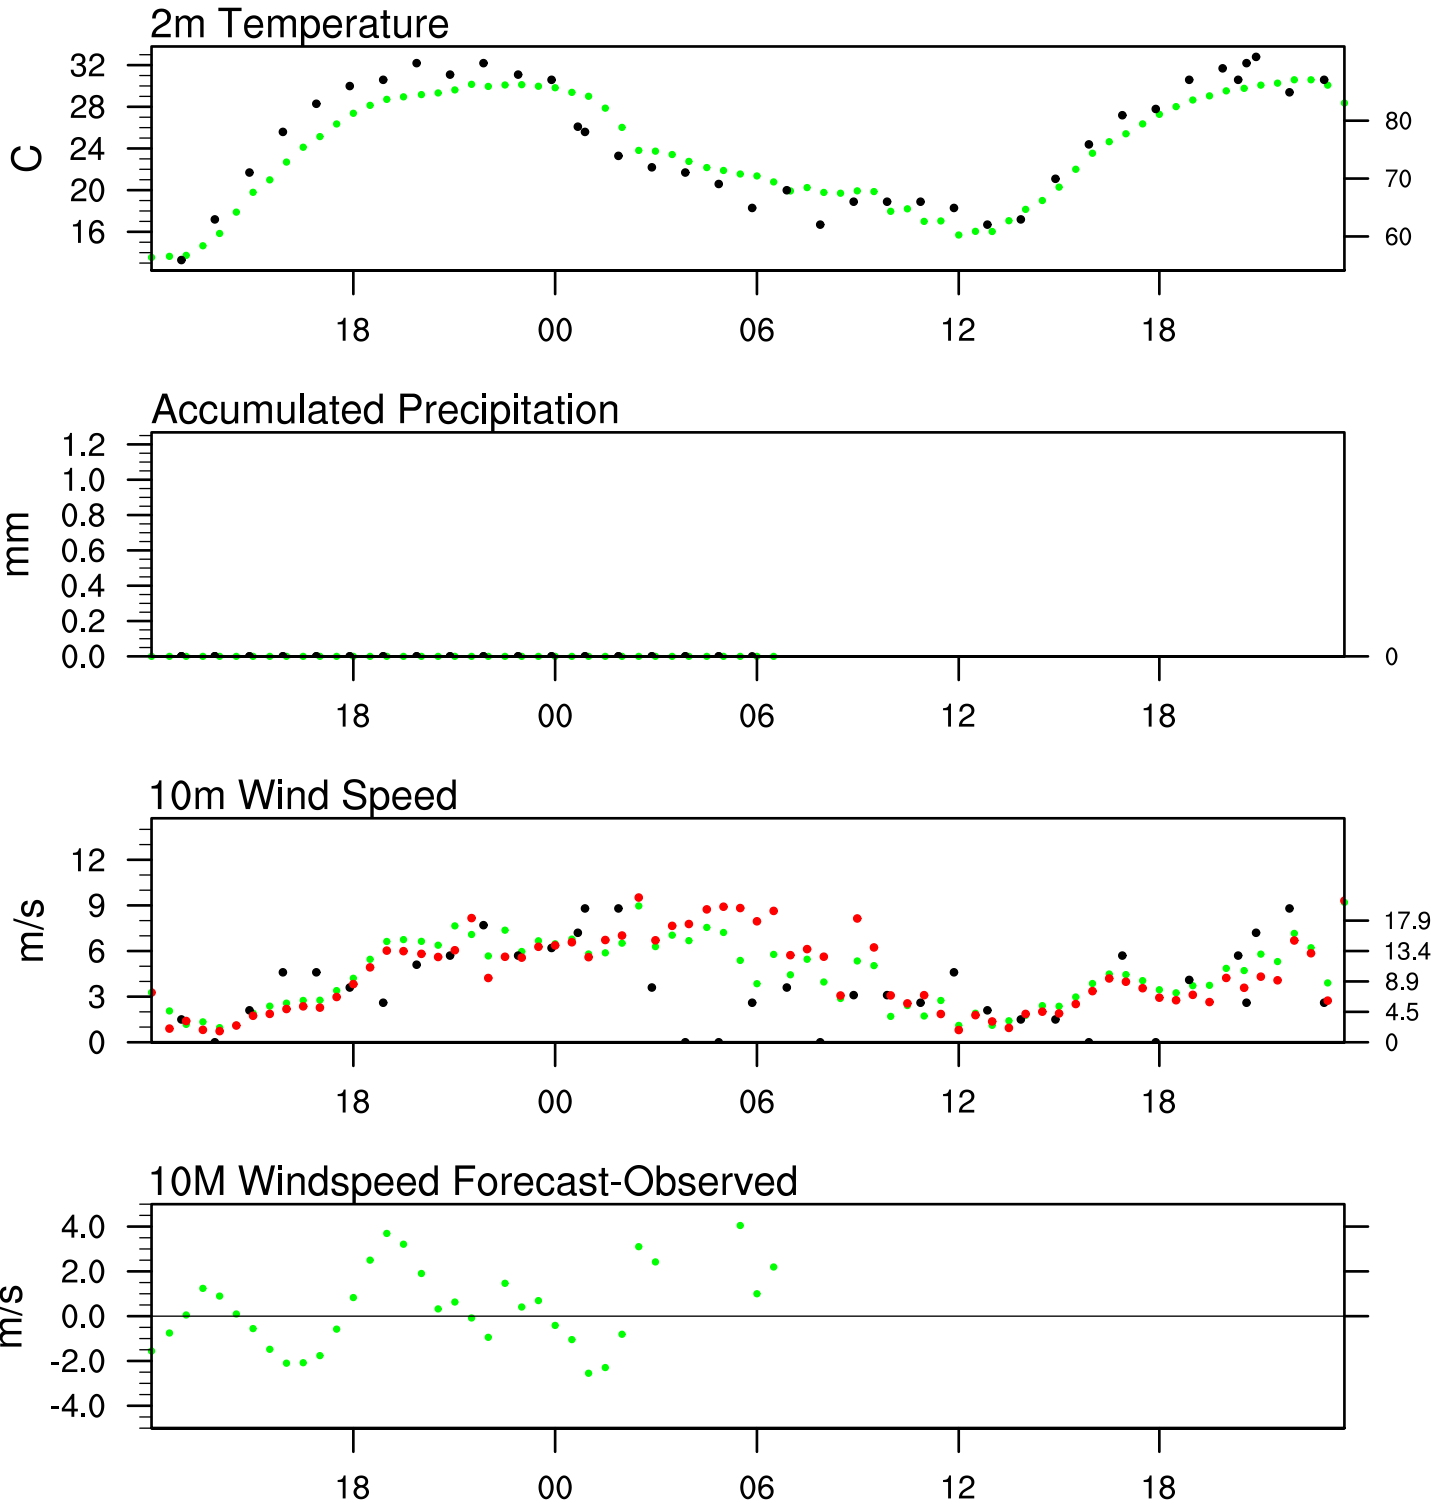 2m Temperature
C
32
28
24
20
16
80
70
60
18 00 06 12 18
Accumulated Precipitation
mm
1.2
1.0
0.8
0.6
0.4
0.2
0.0
0
18 00 06 12 18
10m Wind Speed
m/s
12
9
6
3
0
17.9
13.4
8.9
4.5
0
18 00 06 12 18
10M Windspeed Forecast-Observed
m/s
4.0
2.0
0.0
-2.0
-4.0
18 00 06 12 18